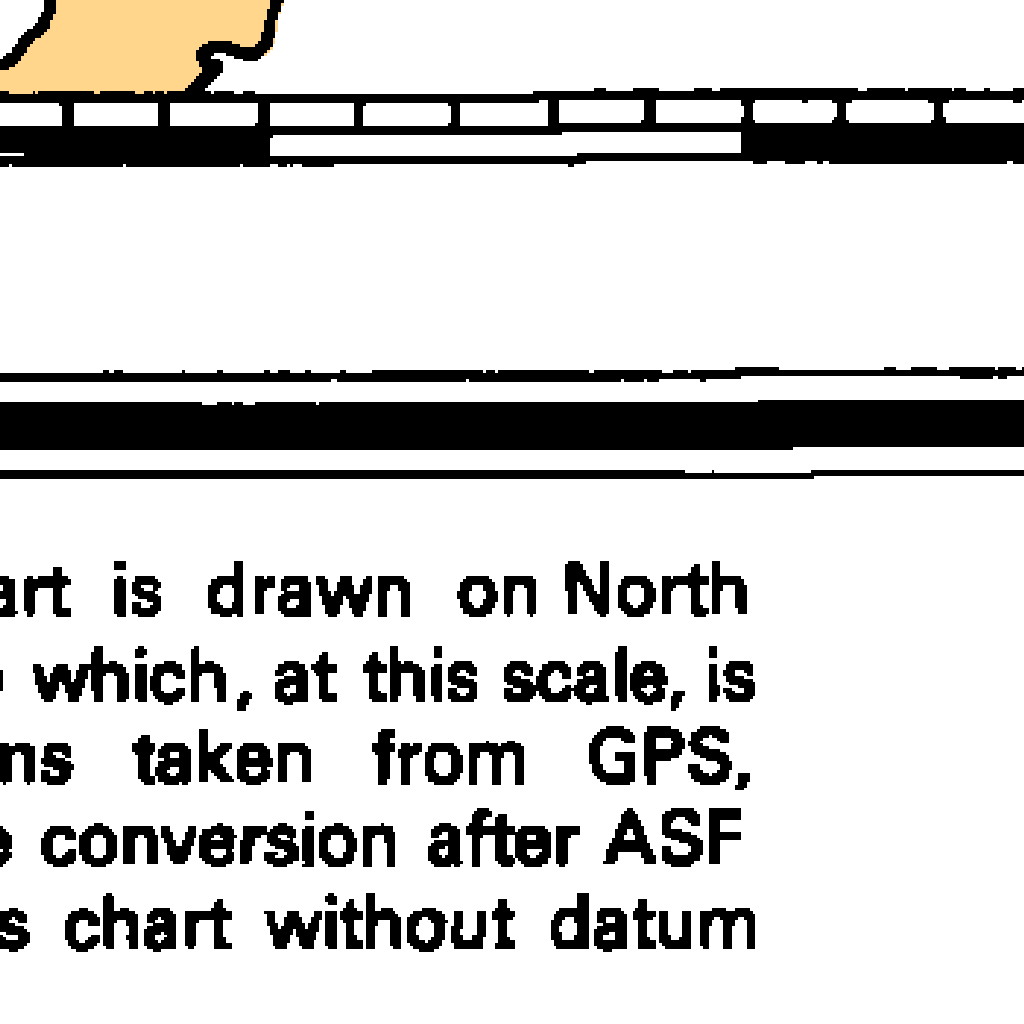 art is drawn on North
which, at this scale, is
ns taken from GPS,
e conversion after ASF
s chart without datum